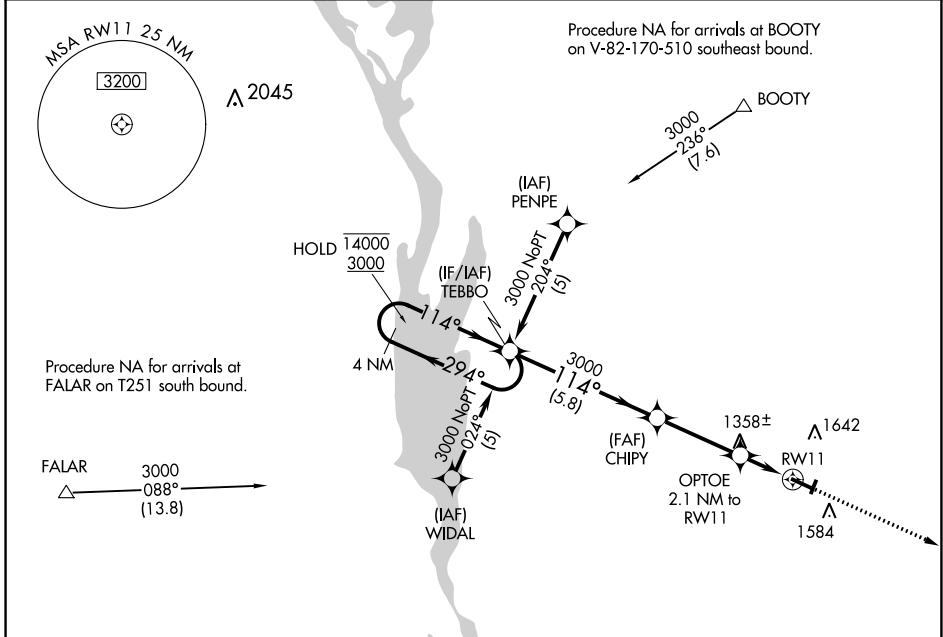 MSA RW11 25 NM
3200
2045
Procedure NA for arrivals at BOOTY
on V-82-170-510 southeast bound.
BOOTY
3000
236°
(7.6)
(IAF)
PENPE
3000 NoPT
204°
(5)
HOLD
14000
3000
(IF/IAF)
TEBBO
114°
4 NM
294°
3000
114°
(5.8)
Procedure NA for arrivals at
FALAR on T251 south bound.
3000 NoPT
024°
(5)
(FAF)
CHIPY
1358±
1642
RW11
OPTOE
2.1 NM to
RW11
1584
FALAR
3000
088°
(13.8)
(IAF)
WIDAL